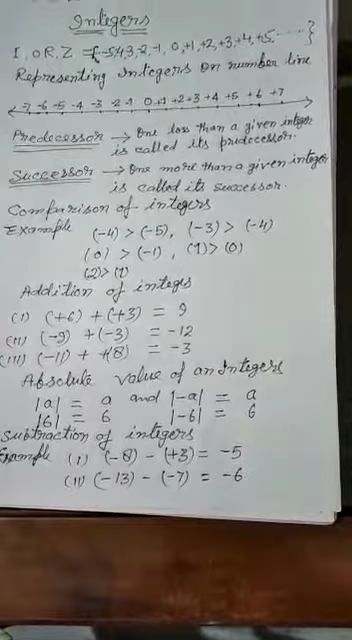 Integers
I, OR, Z = {-5,4,3,-2,-1, 0,+1,+2,+3,+4,+5.....}
Representing Integers on number line
-7 -6 -5 -4 -3 -2 -1 0 +1 +2 +3 +4 +5 +6 +7
Predecessor → One less than a given integer
is called its predecessor.
Successor → One more than a given integer
is called its successor.
Comparison of integers
Example (-4) > (-5), (-3) > (-4)
(0) > (-1), (1) > (0)
(2) > (1)
Addition of integers
(i) (+6) + (+3) = 9
(ii) (-9) + (-3) = -12
(iii) (-11) + +(8) = -3
Absolute value of an Integers
|a| = a and |-a| = a
|6| = 6 |-6| = 6
Subtraction of integers
Example (i) (-8) - (+3) = -5
(ii) (-13) - (-7) = -6